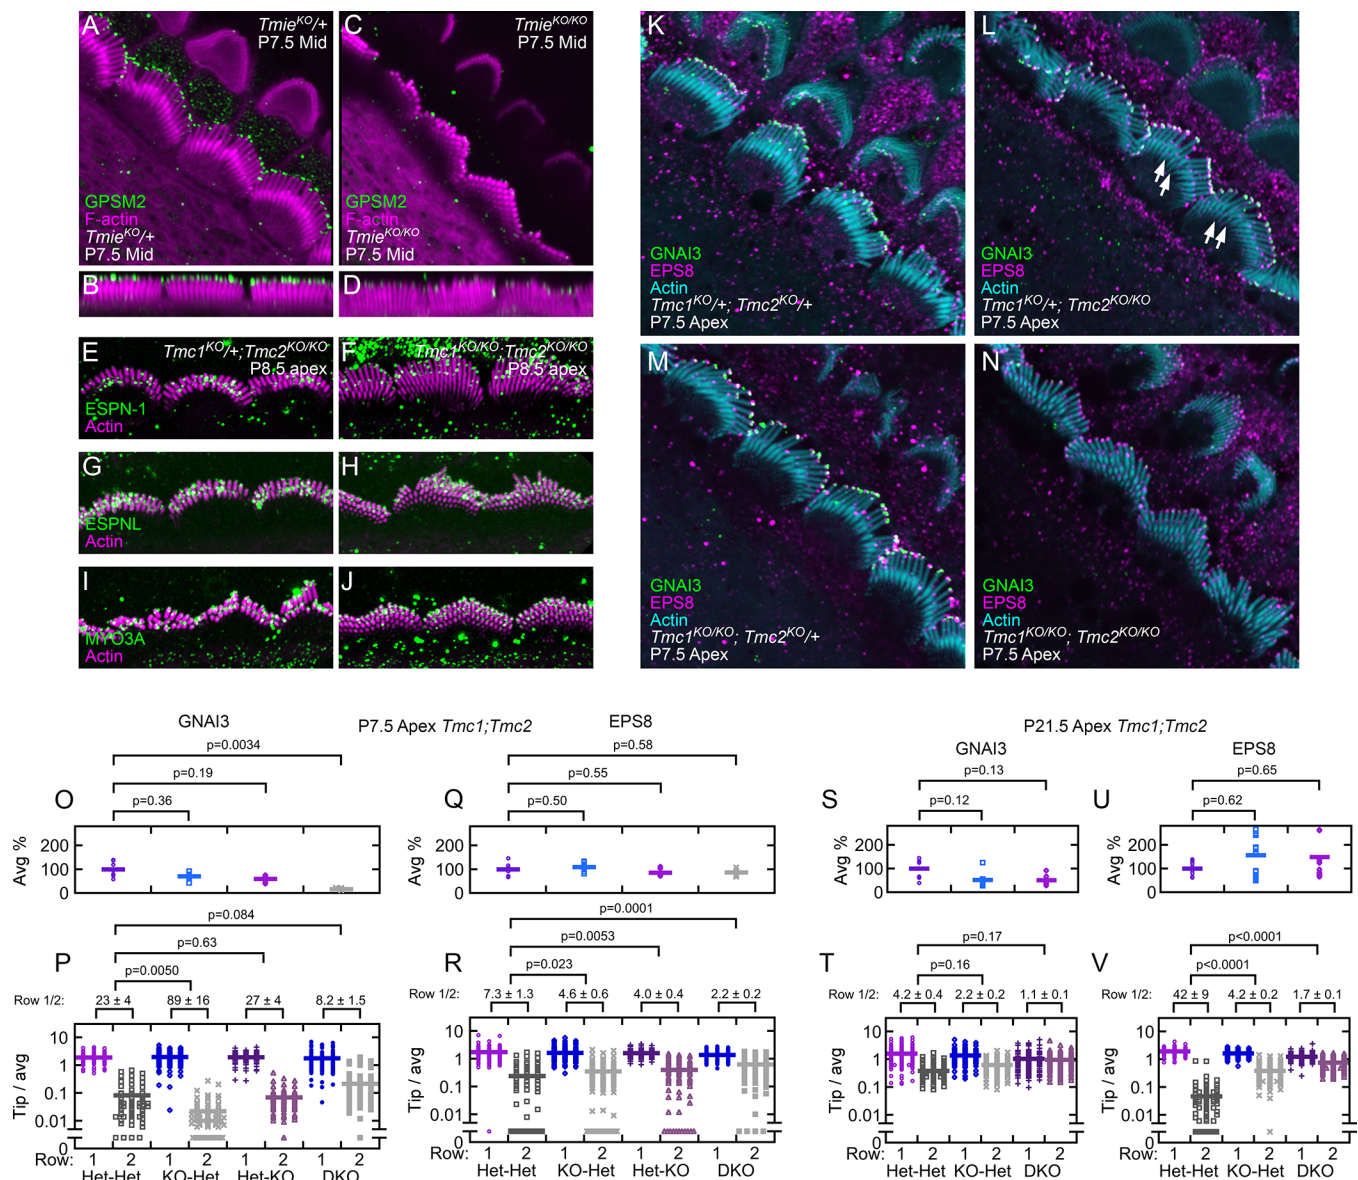 A
Tmie^KO/+
P7.5 Mid
GPSM2
F-actin
Tmie^KO/+
P7.5 Mid
C
Tmie^KO/KO
P7.5 Mid
GPSM2
F-actin
Tmie^KO/KO
P7.5 Mid
B
D
E
Tmc1^KO/+;Tmc2^KO/KO
P8.5 apex
ESPN-1
Actin
F
Tmc1^KO/KO;Tmc2^KO/KO
P8.5 apex
G
ESPNL
Actin
H
I
MYO3A
Actin
J
K
GNAI3
EPS8
Actin
Tmc1^KO/+; Tmc2^KO/+
P7.5 Apex
L
GNAI3
EPS8
Actin
Tmc1^KO/+; Tmc2^KO/KO
P7.5 Apex
M
GNAI3
EPS8
Actin
Tmc1^KO/KO; Tmc2^KO/+
P7.5 Apex
N
GNAI3
EPS8
Actin
Tmc1^KO/KO; Tmc2^KO/KO
P7.5 Apex
GNAI3
P7.5 Apex Tmc1;Tmc2
EPS8
P21.5 Apex Tmc1;Tmc2
GNAI3
EPS8
O
p=0.0034
p=0.19
p=0.36
Avg %
200
100
0
Q
p=0.58
p=0.55
p=0.50
Avg %
200
100
0
S
p=0.13
p=0.12
Avg %
200
100
0
U
p=0.65
p=0.62
Avg %
200
100
0
P
p=0.084
p=0.63
p=0.0050
Row 1/2: 23 ± 4 89 ± 16 27 ± 4 8.2 ± 1.5
Tip / avg
10
1
0.1
0.01
0
Row: 1 2 1 2 1 2 1 2
Het-Het KO-Het Het-KO DKO
R
p=0.0001
p=0.0053
p=0.023
Row 1/2: 7.3 ± 1.3 4.6 ± 0.6 4.0 ± 0.4 2.2 ± 0.2
Tip / avg
10
1
0.1
0.01
0
Row: 1 2 1 2 1 2 1 2
Het-Het KO-Het Het-KO DKO
T
p=0.17
p=0.16
Row 1/2: 4.2 ± 0.4 2.2 ± 0.2 1.1 ± 0.1
Tip / avg
10
1
0.1
0.01
0
Row: 1 2 1 2 1 2
Het-Het KO-Het DKO
V
p<0.0001
p<0.0001
Row 1/2: 42 ± 9 4.2 ± 0.2 1.7 ± 0.1
Tip / avg
10
1
0.1
0.01
0
Row: 1 2 1 2 1 2
Het-Het KO-Het DKO